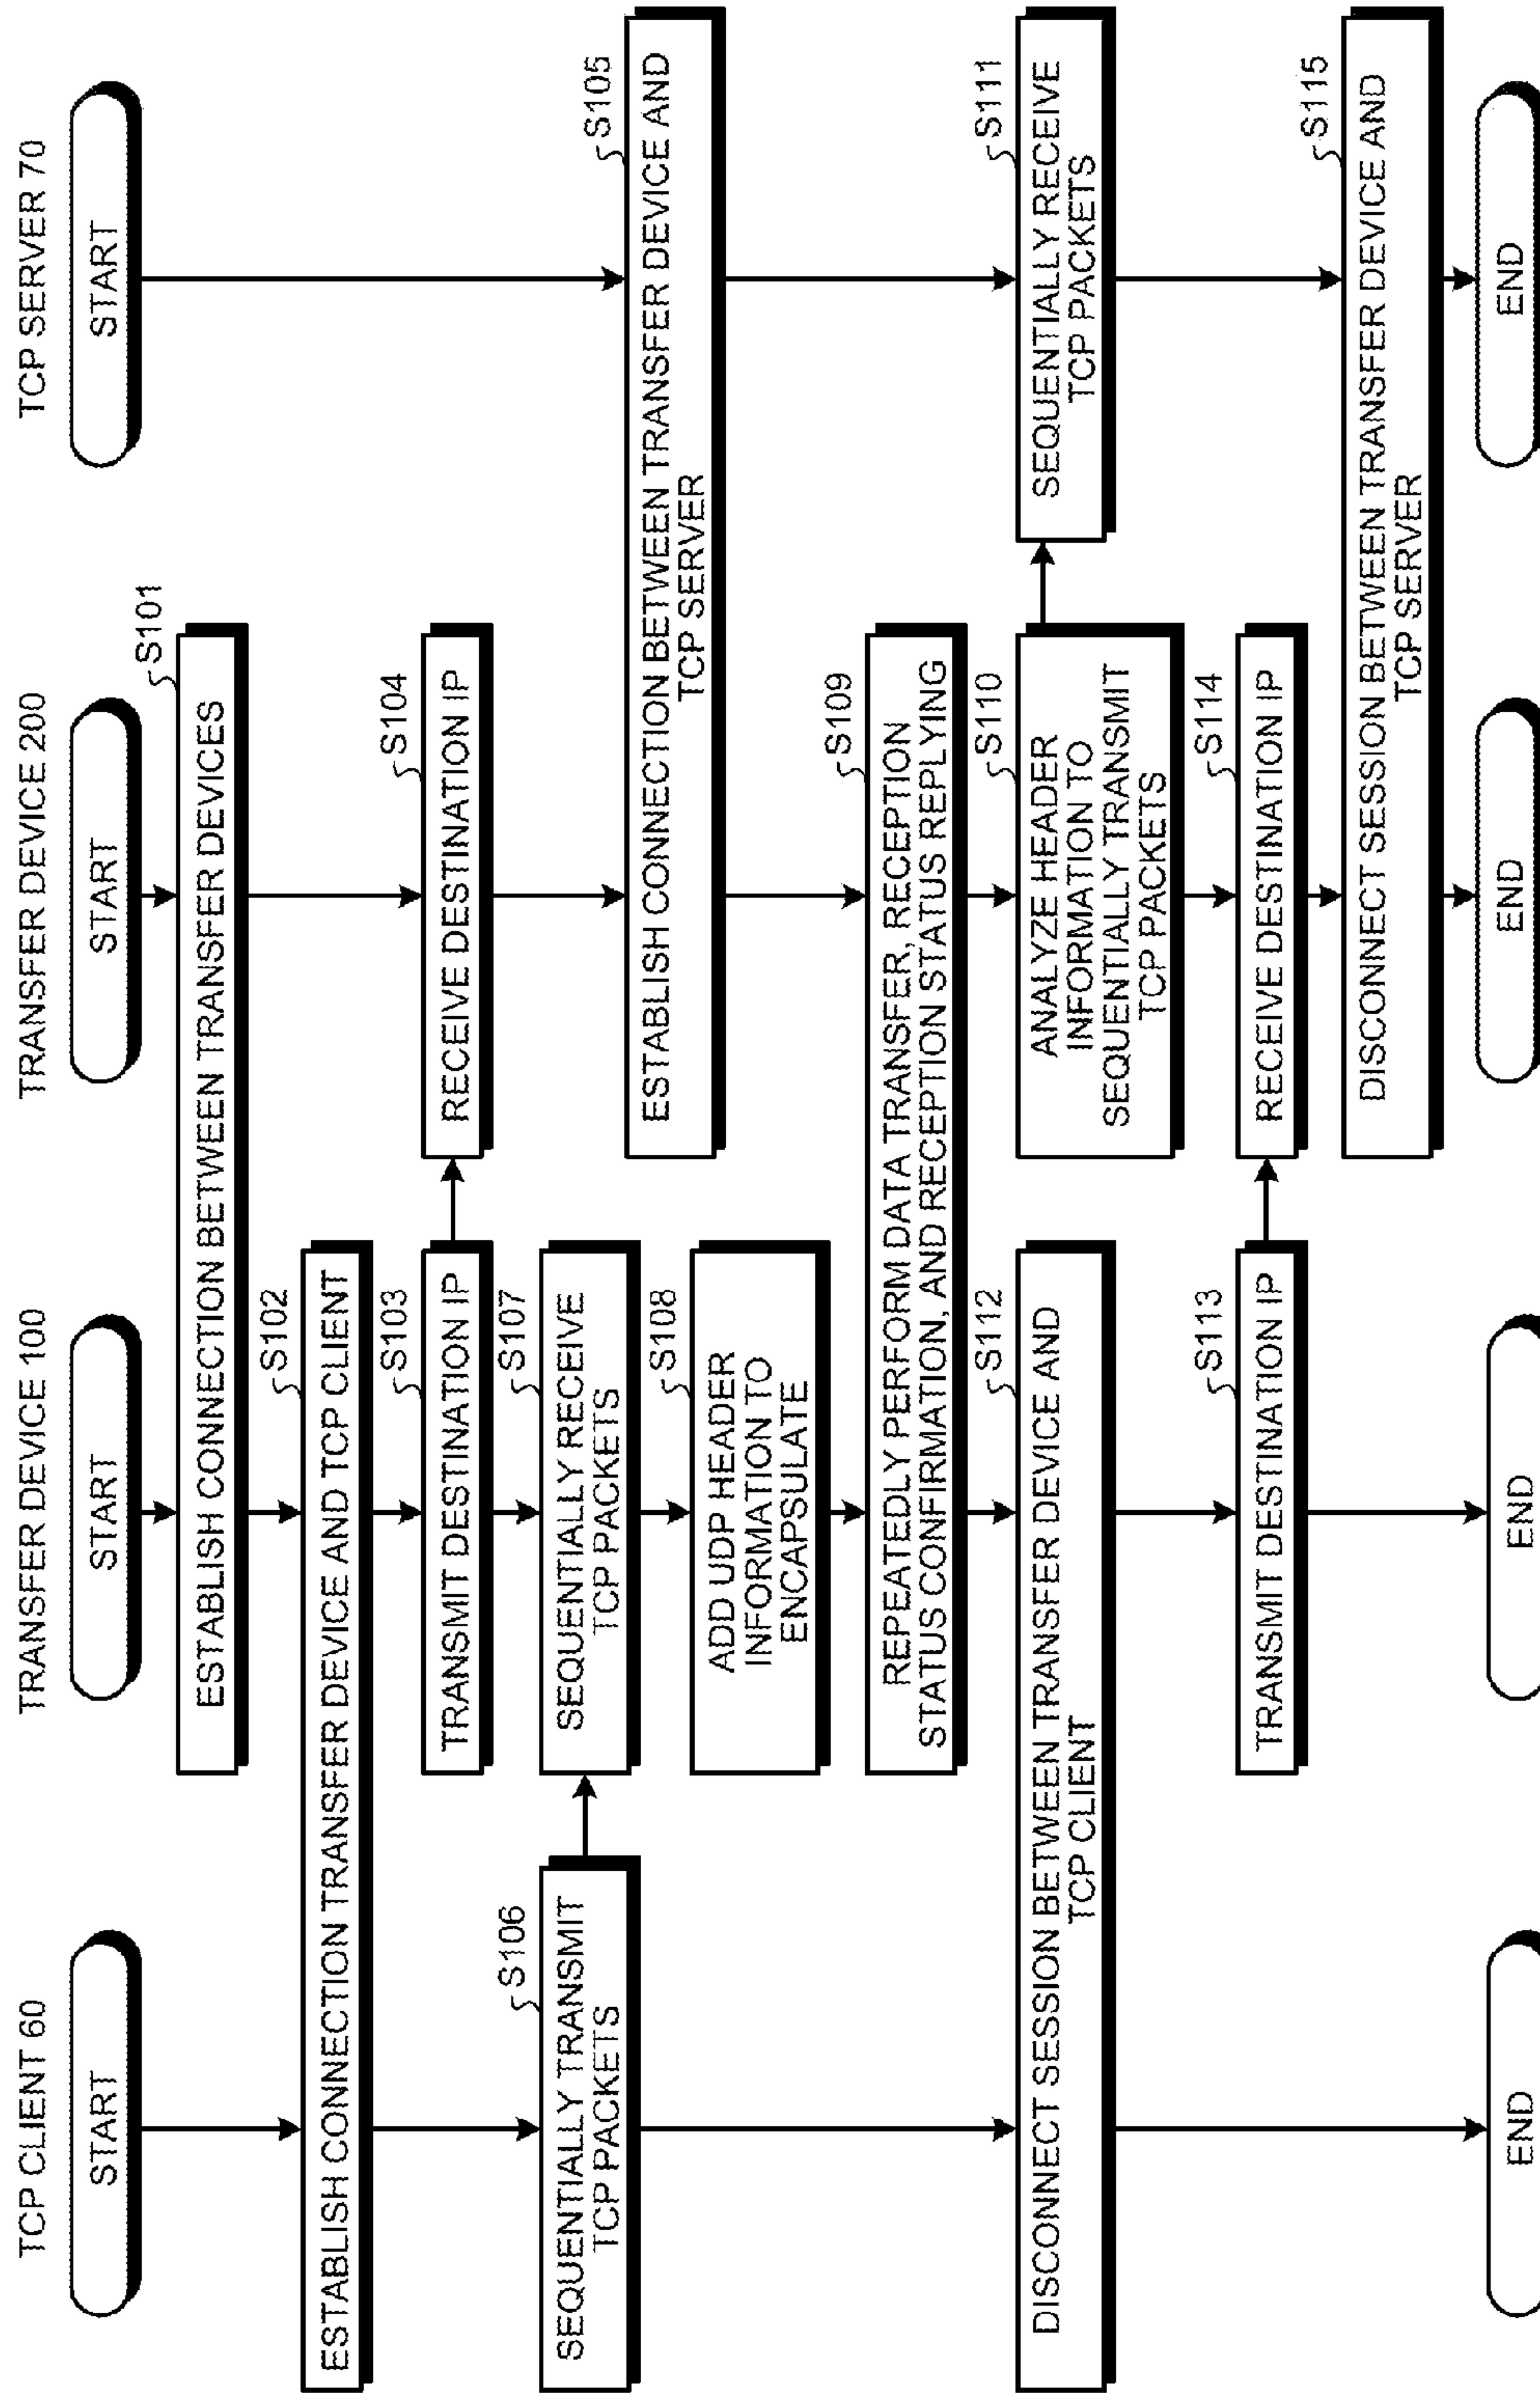 TCP CLIENT 60
TRANSFER DEVICE 100
TRANSFER DEVICE 200
TCP SERVER 70
START
START
START
START
S101
ESTABLISH CONNECTION BETWEEN TRANSFER DEVICES
S102
ESTABLISH CONNECTION TRANSFER DEVICE AND TCP CLIENT
S103
TRANSMIT DESTINATION IP
S104
RECEIVE DESTINATION IP
S105
ESTABLISH CONNECTION BETWEEN TRANSFER DEVICE AND
TCP SERVER
S106
SEQUENTIALLY TRANSMIT
TCP PACKETS
S107
SEQUENTIALLY RECEIVE
TCP PACKETS
S108
ADD UDP HEADER
INFORMATION TO
ENCAPSULATE
S109
REPEATEDLY PERFORM DATA TRANSFER, RECEPTION
STATUS CONFIRMATION, AND RECEPTION STATUS REPLYING
S110
ANALYZE HEADER
INFORMATION TO
SEQUENTIALLY TRANSMIT
TCP PACKETS
S111
SEQUENTIALLY RECEIVE
TCP PACKETS
S112
DISCONNECT SESSION BETWEEN TRANSFER DEVICE AND
TCP CLIENT
S113
TRANSMIT DESTINATION IP
S114
RECEIVE DESTINATION IP
S115
DISCONNECT SESSION BETWEEN TRANSFER DEVICE AND
TCP SERVER
END
END
END
END